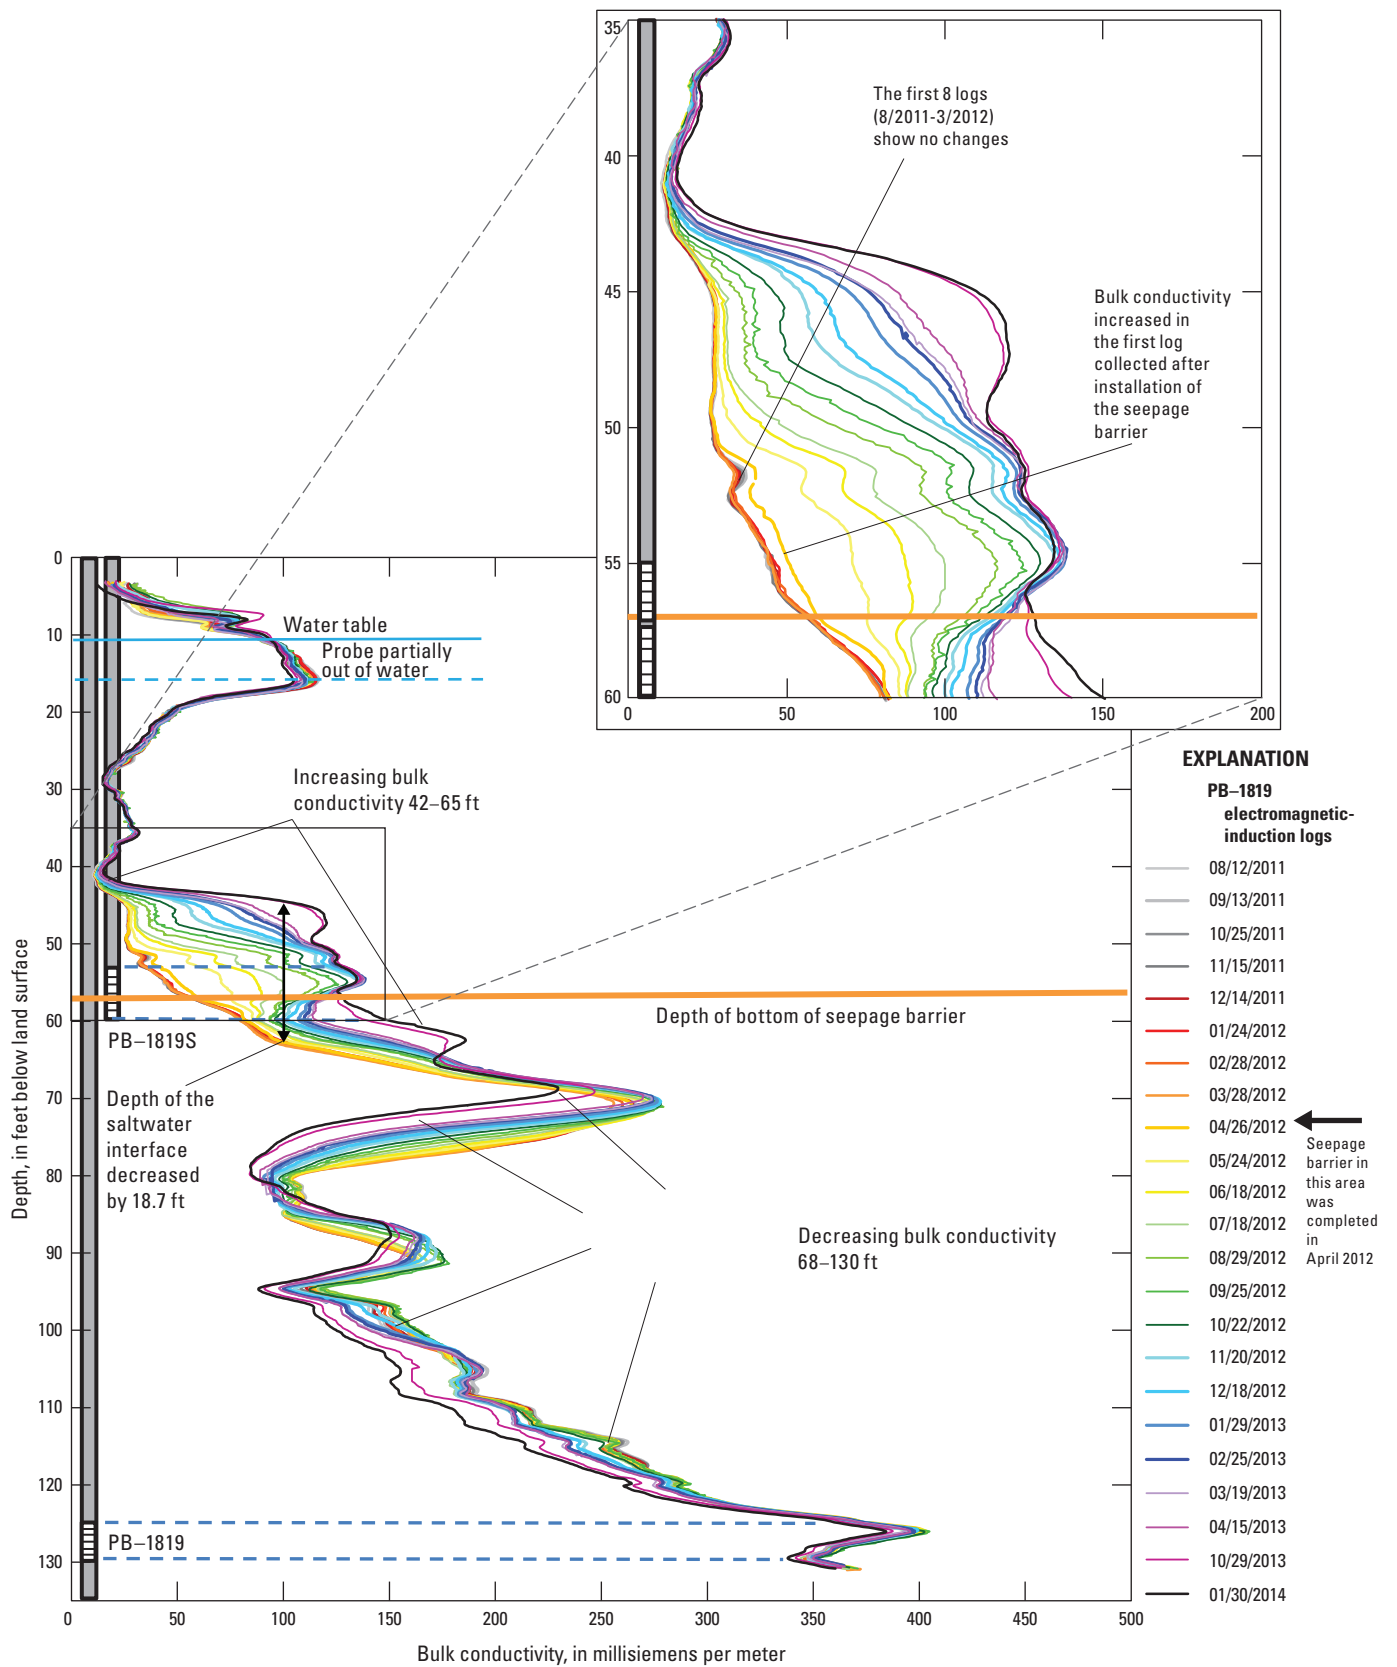 35
40
45
50
55
60
0
50
100
150
200
The first 8 logs
(8/2011-3/2012)
show no changes
Bulk conductivity
increased in
the first log
collected after
installation of
the seepage
barrier
0
10
20
30
40
50
60
70
80
90
100
110
120
130
Depth, in feet below land surface
Water table
Probe partially
out of water
Increasing bulk
conductivity 42–65 ft
Depth of bottom of seepage barrier
PB–1819S
Depth of the
saltwater
interface
decreased
by 18.7 ft
Decreasing bulk conductivity
68–130 ft
PB–1819
0
50
100
150
200
250
300
350
400
450
500
Bulk conductivity, in millisiemens per meter
EXPLANATION
PB–1819
electromagnetic-
induction logs
08/12/2011
09/13/2011
10/25/2011
11/15/2011
12/14/2011
01/24/2012
02/28/2012
03/28/2012
04/26/2012
05/24/2012
06/18/2012
07/18/2012
08/29/2012
09/25/2012
10/22/2012
11/20/2012
12/18/2012
01/29/2013
02/25/2013
03/19/2013
04/15/2013
10/29/2013
01/30/2014
Seepage
barrier in
this area
was
completed
in
April 2012